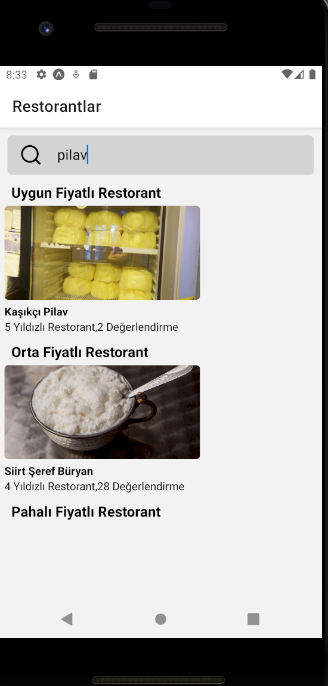 8:33
Restorantlar
pilav
Uygun Fiyatlı Restorant
Kaşıkçı Pilav
5 Yıldızlı Restorant,2 Değerlendirme
Orta Fiyatlı Restorant
Siirt Şeref Büryan
4 Yıldızlı Restorant,28 Değerlendirme
Pahalı Fiyatlı Restorant